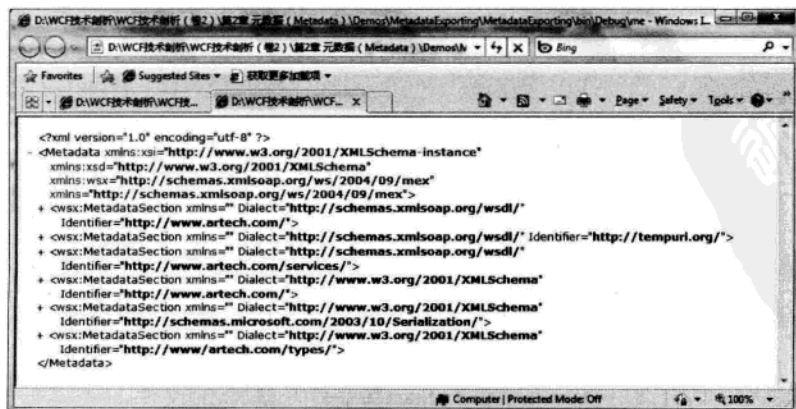 D:\WCF技术剖析\WCF技术剖析（卷2）\第2章 元数据（Metadata）\Demos\MetadataExporting\MetadataExporting\bin\Debug\me - Windows I...
D:\WCF技术剖析\WCF技术剖析（卷2）\第2章 元数据（Metadata）\Demos\M
Bing
Favorites Suggested Sites 获取更多加载项
D:\WCF技术剖析\WCF技... D:\WCF技术剖析\WCF... X Page Safety Tools
<?xml version="1.0" encoding="utf-8" ?>
- <Metadata xmlns:xsi="http://www.w3.org/2001/XMLSchema-instance"
xmlns:xsd="http://www.w3.org/2001/XMLSchema"
xmlns:wsx="http://schemas.xmlsoap.org/ws/2004/09/mex"
xmlns="http://schemas.xmlsoap.org/ws/2004/09/mex">
+ <wsx:MetadataSection xmlns="" Dialect="http://schemas.xmlsoap.org/wsdl/"
Identifier="http://www.artech.com/">
+ <wsx:MetadataSection xmlns="" Dialect="http://schemas.xmlsoap.org/wsdl/" Identifier="http://tempuri.org/">
+ <wsx:MetadataSection xmlns="" Dialect="http://schemas.xmlsoap.org/wsdl/"
Identifier="http://www.artech.com/services/">
+ <wsx:MetadataSection xmlns="" Dialect="http://www.w3.org/2001/XMLSchema"
Identifier="http://www.artech.com/">
+ <wsx:MetadataSection xmlns="" Dialect="http://www.w3.org/2001/XMLSchema"
Identifier="http://schemas.microsoft.com/2003/10/Serialization/">
+ <wsx:MetadataSection xmlns="" Dialect="http://www.w3.org/2001/XMLSchema"
Identifier="http://www/artech.com/types/">
</Metadata>
Computer | Protected Mode: Off 100%